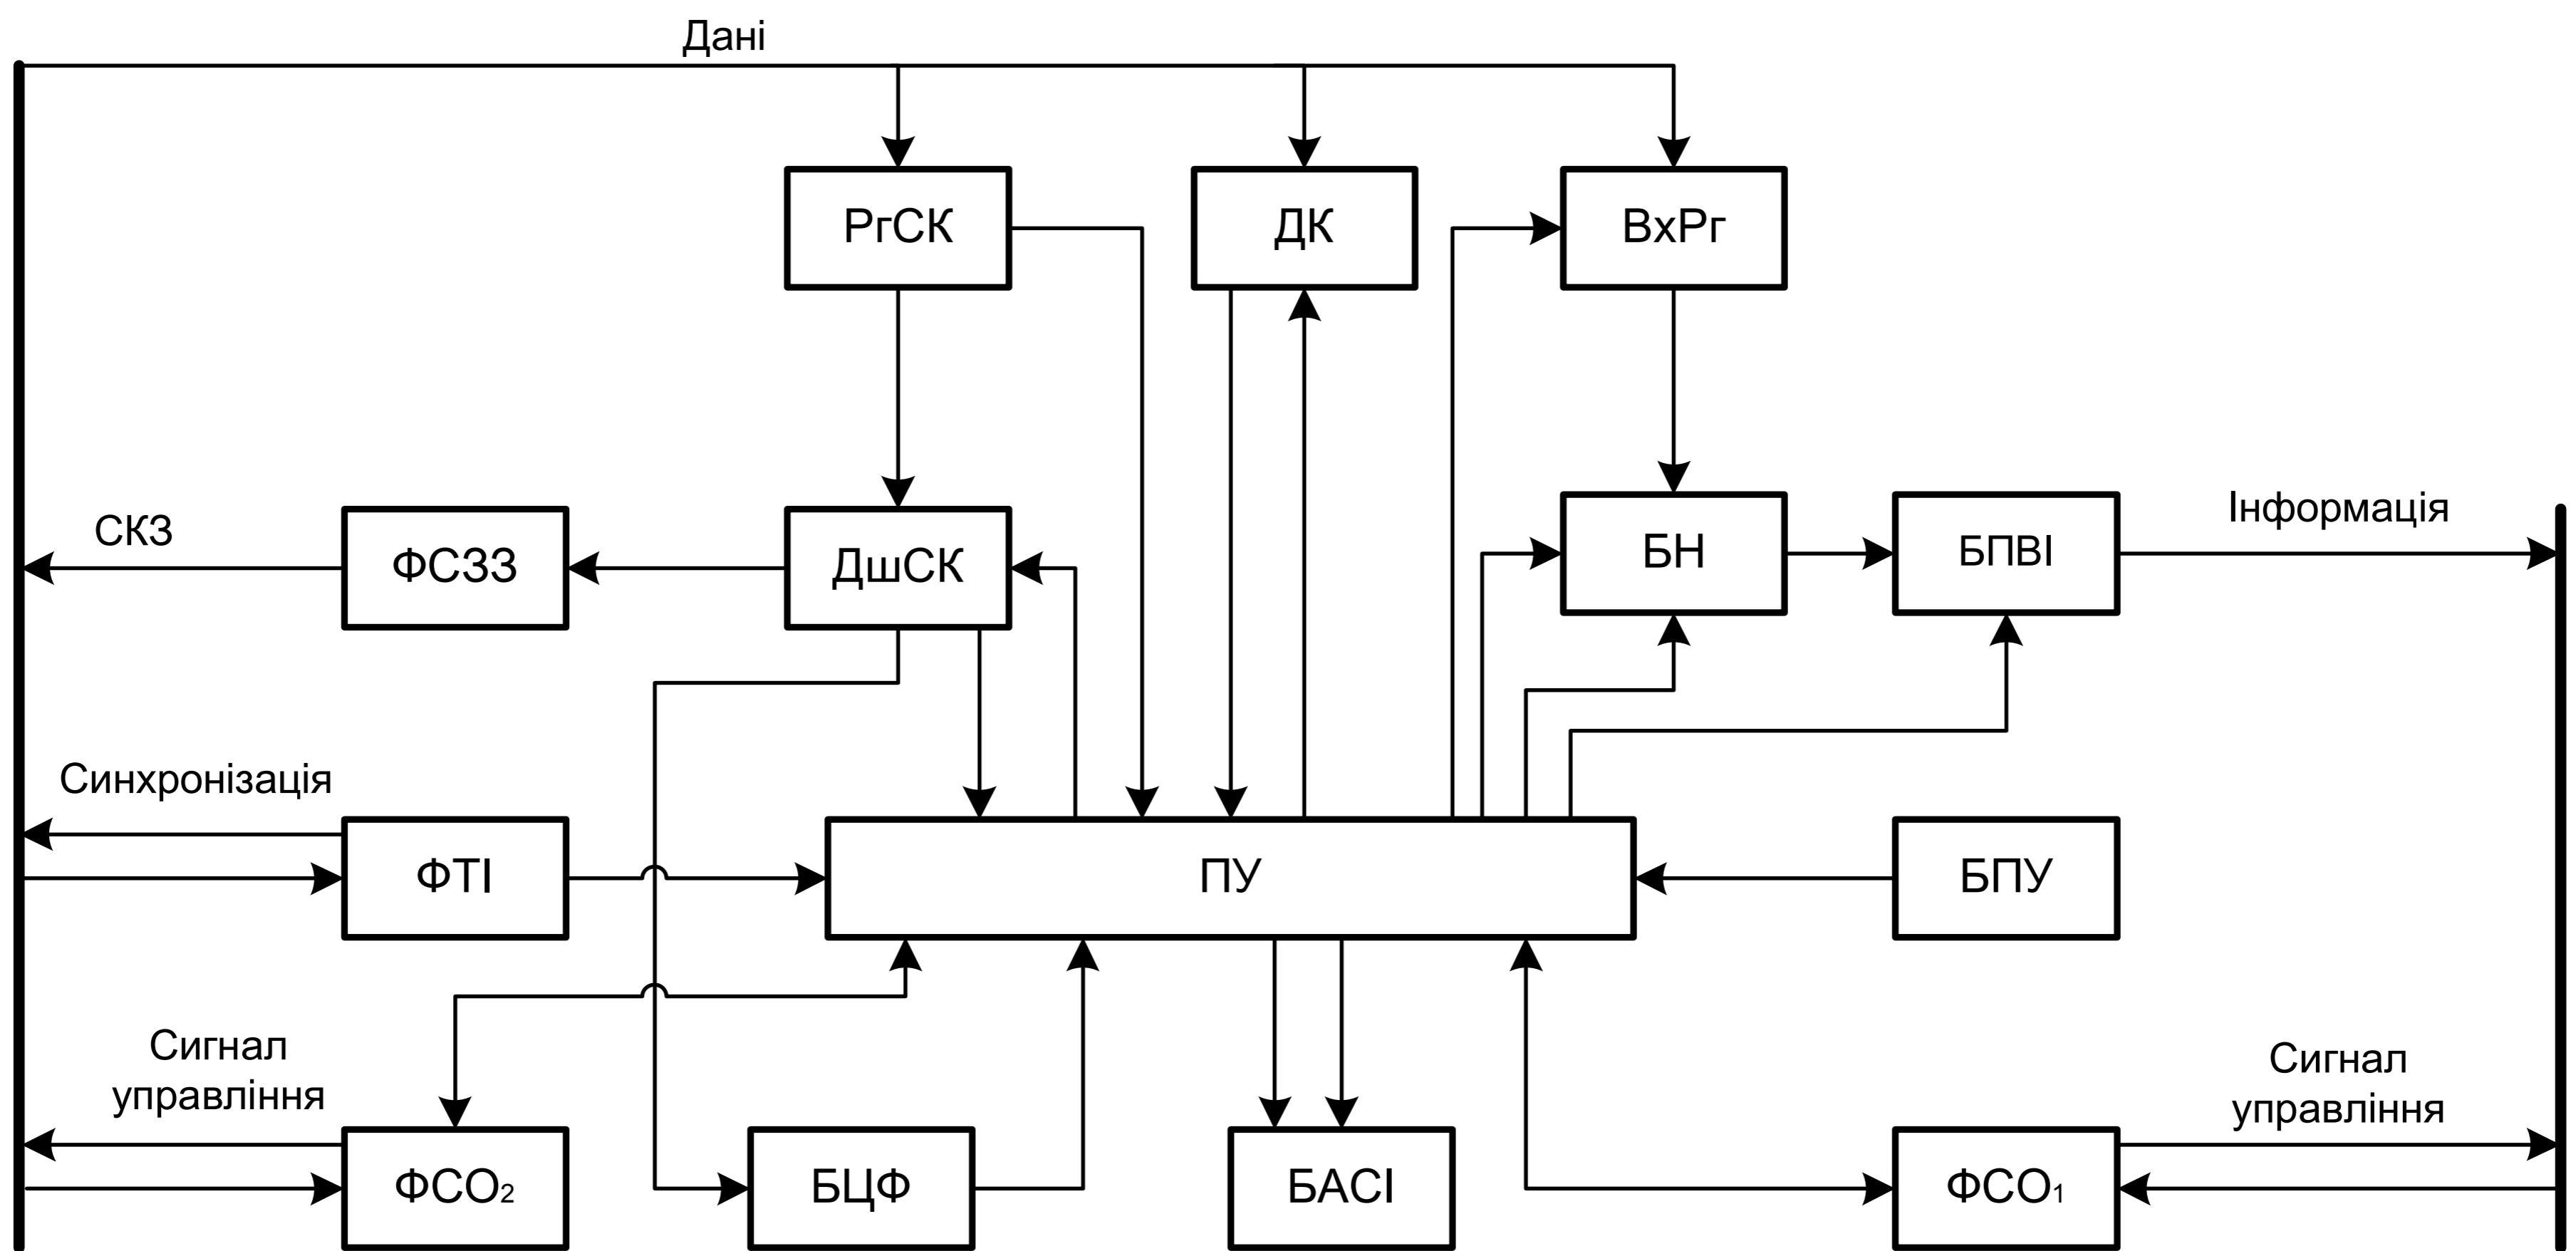 Дані
РгСК
ДК
ВхРг
СКЗ
ФСЗЗ
ДшСК
БН
БПВІ
Інформація
Синхронізація
ФТІ
ПУ
БПУ
Сигнал
управління
ФСО₂
БЦФ
БАСІ
ФСО₁
Сигнал
управління